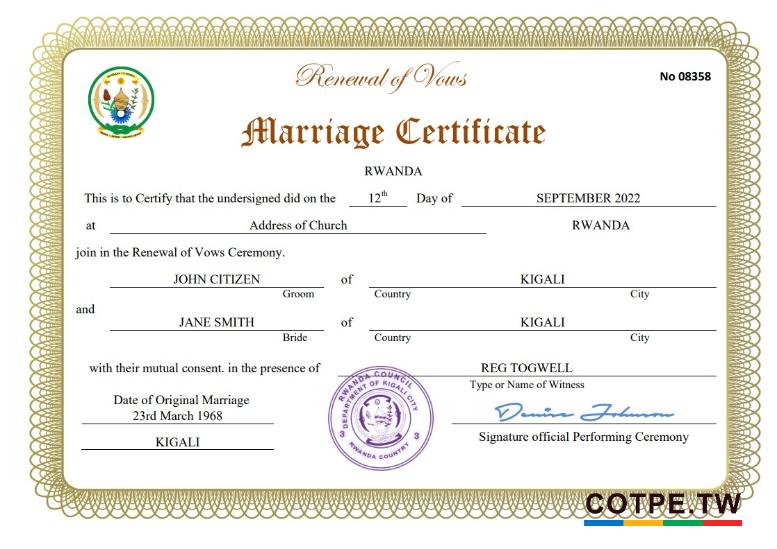 Renewal of Vows
No 08358
Marriage Certificate
RWANDA
This is to Certify that the undersigned did on the 12th Day of SEPTEMBER 2022
at Address of Church RWANDA
join in the Renewal of Vows Ceremony.
JOHN CITIZEN of KIGALI
Groom Country City
and
JANE SMITH of KIGALI
Bride Country City
with their mutual consent. in the presence of REG TOGWELL
Type or Name of Witness
Date of Original Marriage
23rd March 1968
Denise Johnson
Signature official Performing Ceremony
KIGALI
RWANDA COUNCIL
DEPARTMENT OF KIGALI CITY
RWANDA COUNTRY
COTPE.TW